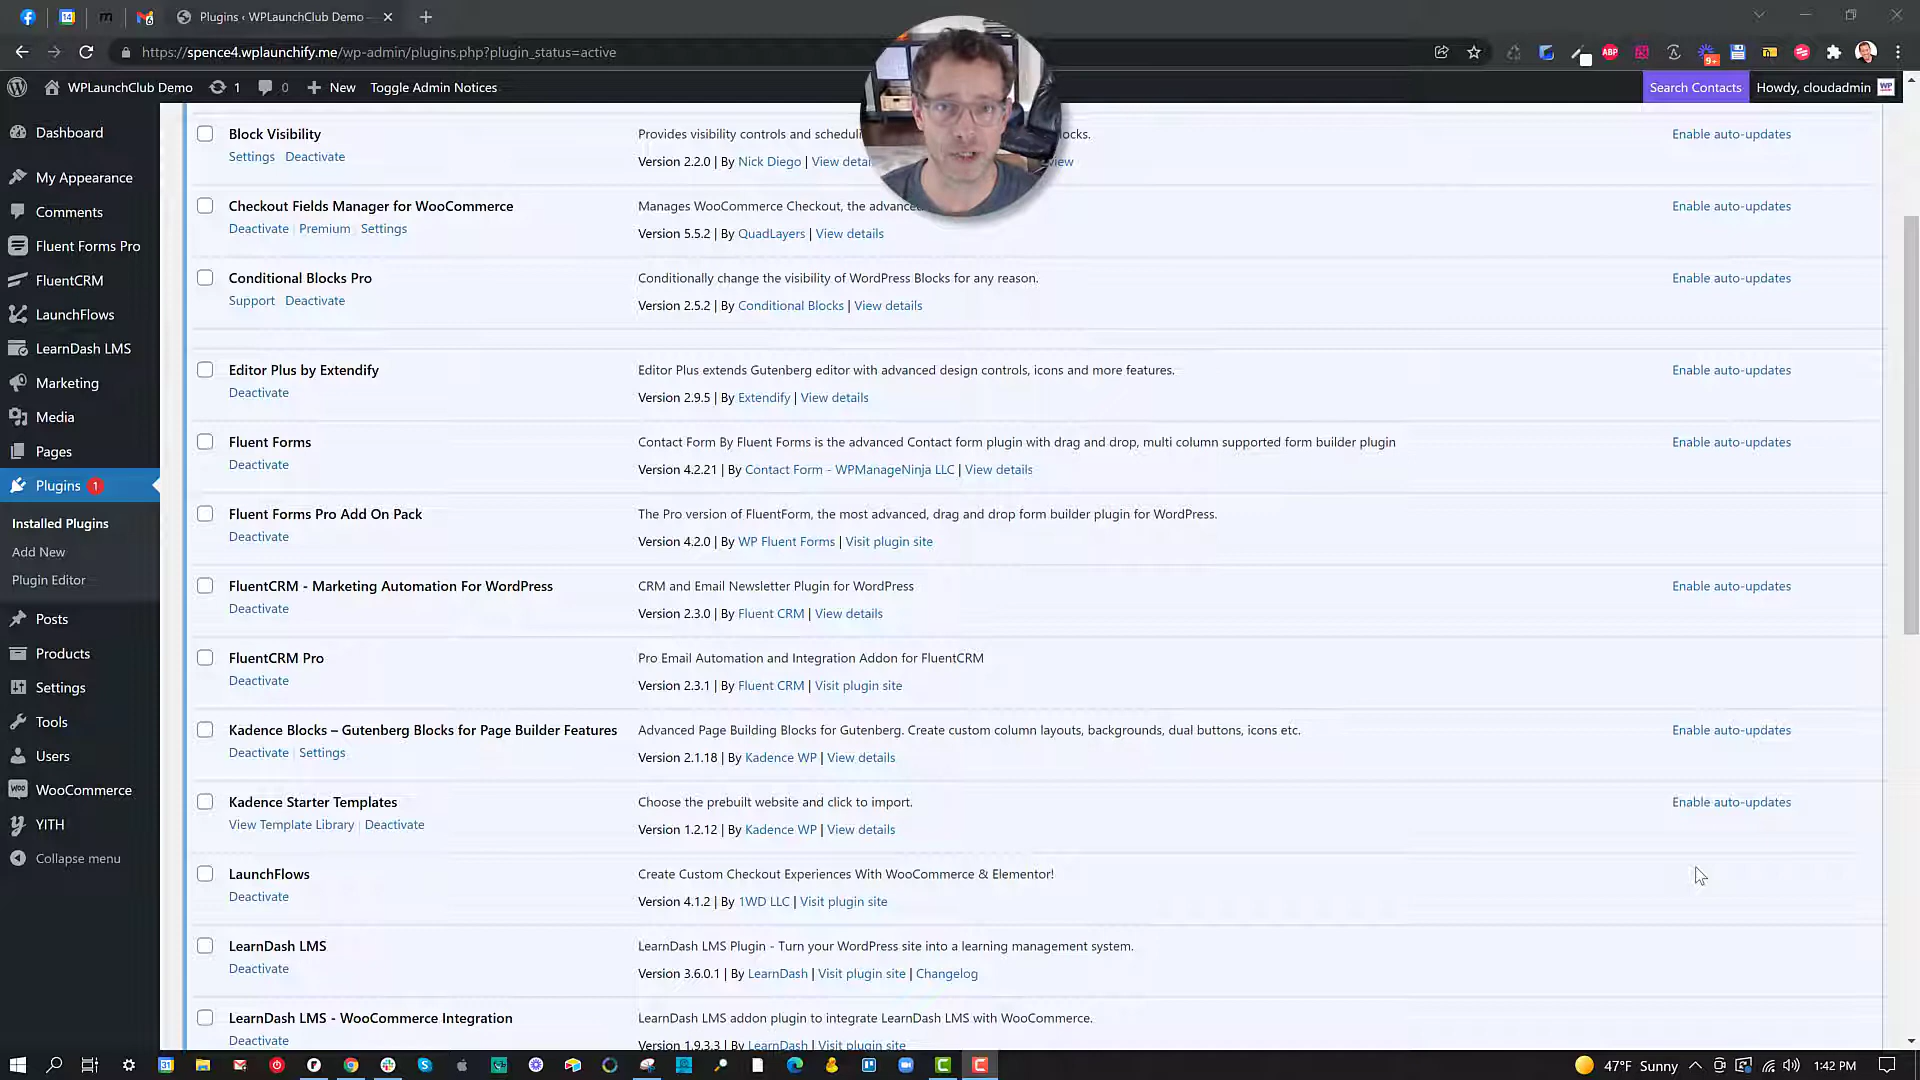 Plugins ‹ WPLaunchClub Demo —
https://spence4.wplaunchify.me/wp-admin/plugins.php?plugin_status=active
ABP
9+
WPLaunchClub Demo
1
0
New
Toggle Admin Notices
Search Contacts
Howdy, cloudadmin
Dashboard
My Appearance
Comments
Fluent Forms Pro
FluentCRM
LaunchFlows
LearnDash LMS
Marketing
Media
Pages
Plugins 1
Installed Plugins
Add New
Plugin Editor
Posts
Products
Settings
Tools
Users
WooCommerce
YITH
Collapse menu
Block Visibility
Settings Deactivate
Provides visibility controls and scheduli
ocks.
Version 2.2.0 | By Nick Diego | View detai
view
Enable auto-updates
Checkout Fields Manager for WooCommerce
Deactivate | Premium | Settings
Manages WooCommerce Checkout, the advance
Version 5.5.2 | By QuadLayers | View details
Enable auto-updates
Conditional Blocks Pro
Support Deactivate
Conditionally change the visibility of WordPress Blocks for any reason.
Version 2.5.2 | By Conditional Blocks | View details
Enable auto-updates
Editor Plus by Extendify
Deactivate
Editor Plus extends Gutenberg editor with advanced design controls, icons and more features.
Version 2.9.5 | By Extendify | View details
Enable auto-updates
Fluent Forms
Deactivate
Contact Form By Fluent Forms is the advanced Contact form plugin with drag and drop, multi column supported form builder plugin
Version 4.2.21 | By Contact Form - WPManageNinja LLC | View details
Enable auto-updates
Fluent Forms Pro Add On Pack
Deactivate
The Pro version of FluentForm, the most advanced, drag and drop form builder plugin for WordPress.
Version 4.2.0 | By WP Fluent Forms | Visit plugin site
FluentCRM - Marketing Automation For WordPress
Deactivate
CRM and Email Newsletter Plugin for WordPress
Version 2.3.0 | By Fluent CRM | View details
Enable auto-updates
FluentCRM Pro
Deactivate
Pro Email Automation and Integration Addon for FluentCRM
Version 2.3.1 | By Fluent CRM | Visit plugin site
Kadence Blocks – Gutenberg Blocks for Page Builder Features
Deactivate | Settings
Advanced Page Building Blocks for Gutenberg. Create custom column layouts, backgrounds, dual buttons, icons etc.
Version 2.1.18 | By Kadence WP | View details
Enable auto-updates
Kadence Starter Templates
View Template Library | Deactivate
Choose the prebuilt website and click to import.
Version 1.2.12 | By Kadence WP | View details
Enable auto-updates
LaunchFlows
Deactivate
Create Custom Checkout Experiences With WooCommerce & Elementor!
Version 4.1.2 | By 1WD LLC | Visit plugin site
LearnDash LMS
Deactivate
LearnDash LMS Plugin - Turn your WordPress site into a learning management system.
Version 3.6.0.1 | By LearnDash | Visit plugin site | Changelog
LearnDash LMS - WooCommerce Integration
Deactivate
LearnDash LMS addon plugin to integrate LearnDash LMS with WooCommerce.
Version 1.9.3.3 | By LearnDash | Visit plugin site
47°F Sunny
1:42 PM